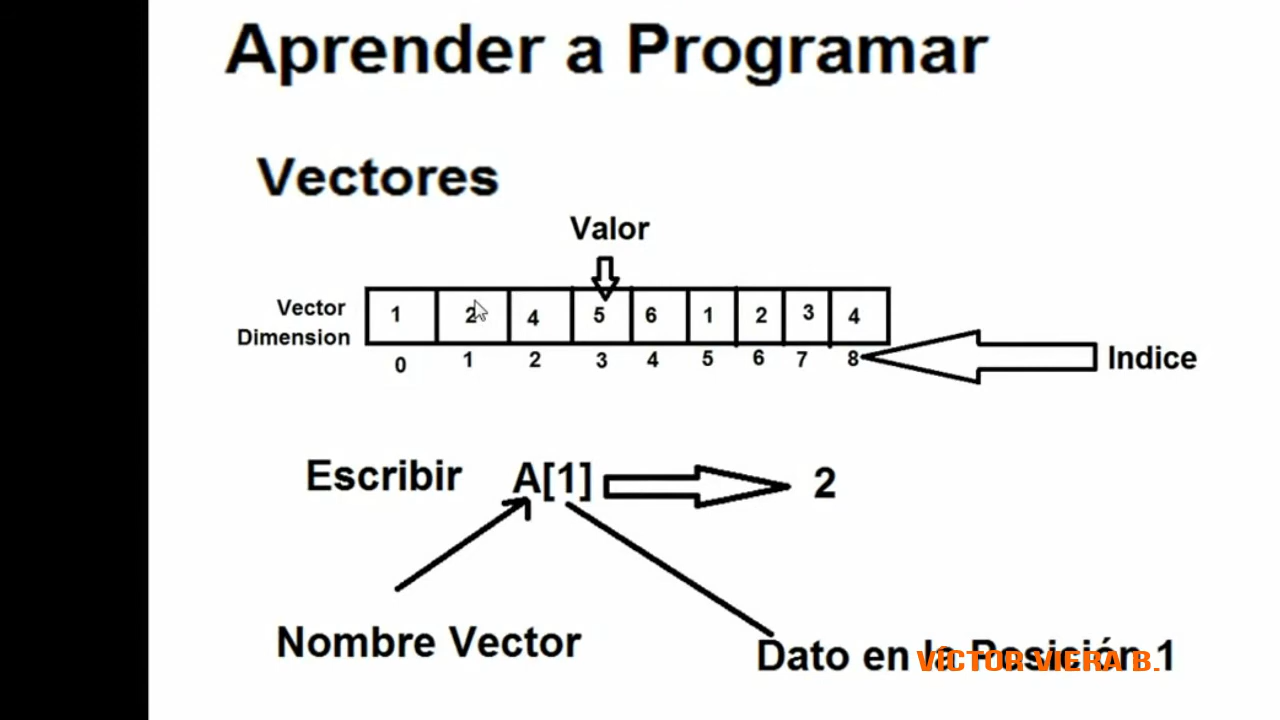 Aprender a Programar
Vectores
Valor
Vector
Dimension
1 2 4 5 6 1 2 3 4
0 1 2 3 4 5 6 7 8
Indice
Escribir A[1] 2
Nombre Vector
Dato en la Posición 1
VÍCTOR VIERA B.